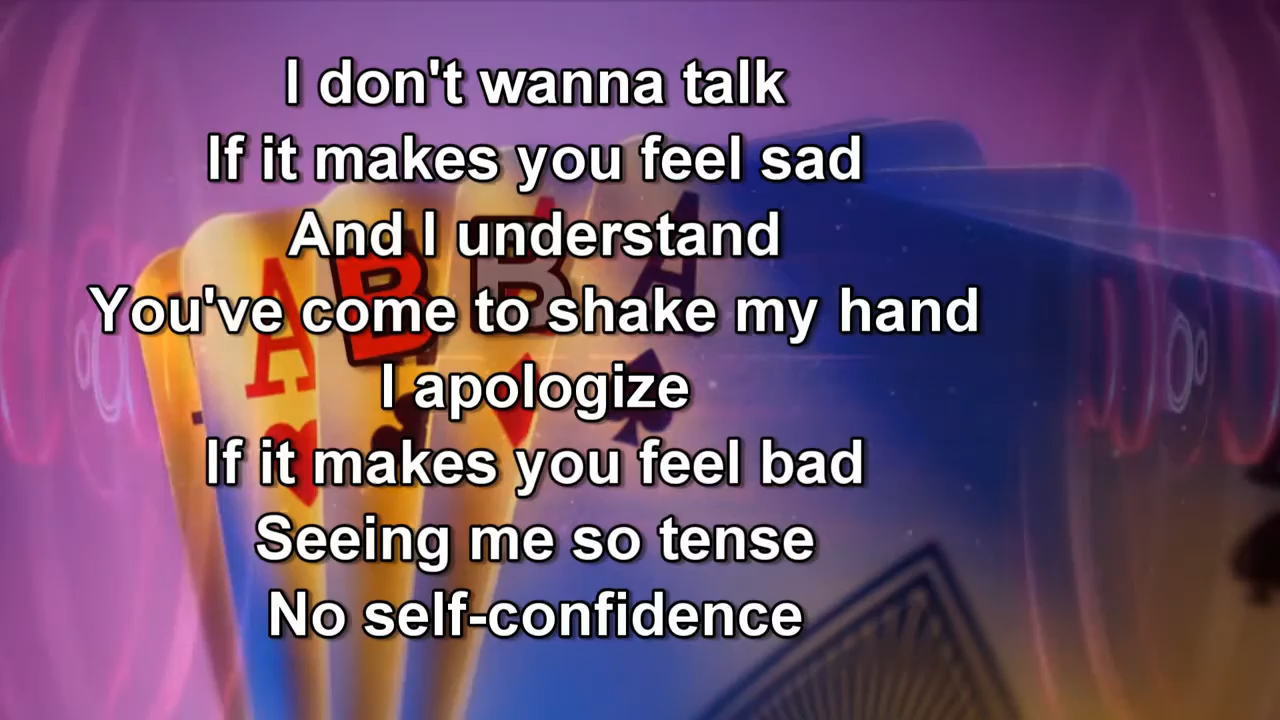 I don't wanna talk
If it makes you feel sad
And I understand
You've come to shake my hand
I apologize
If it makes you feel bad
Seeing me so tense
No self-confidence
A B B A